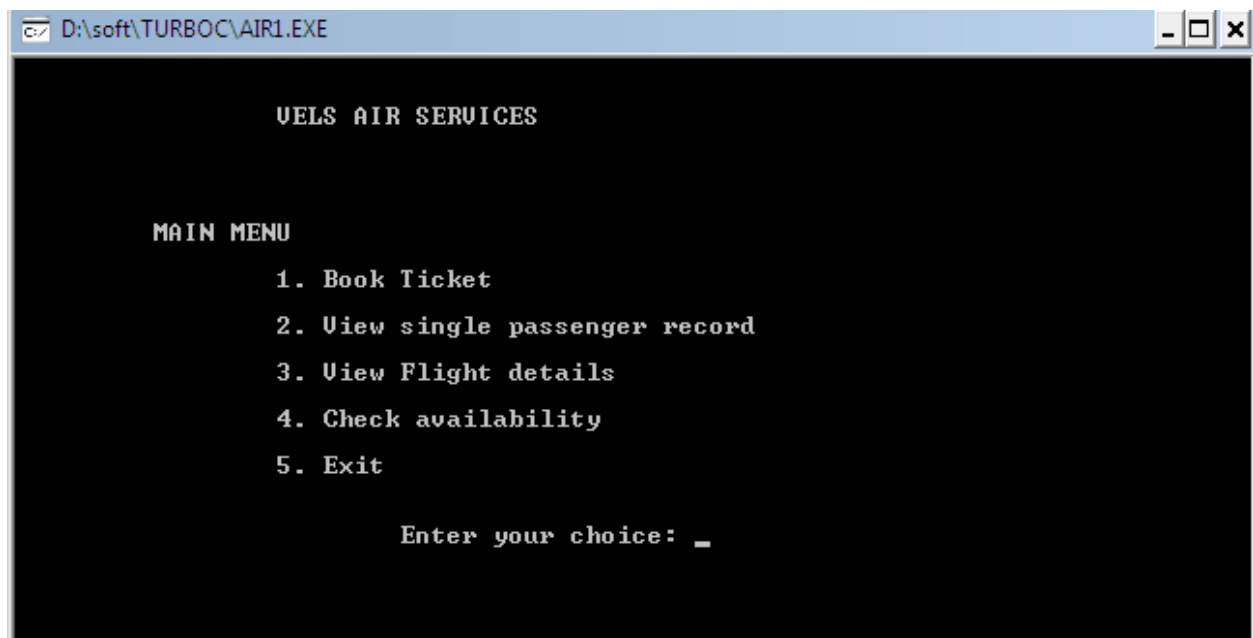 D:\soft\TURBOC\AIR1.EXE
VELS AIR SERVICES
MAIN MENU
1. Book Ticket
2. View single passenger record
3. View Flight details
4. Check availability
5. Exit
Enter your choice: _